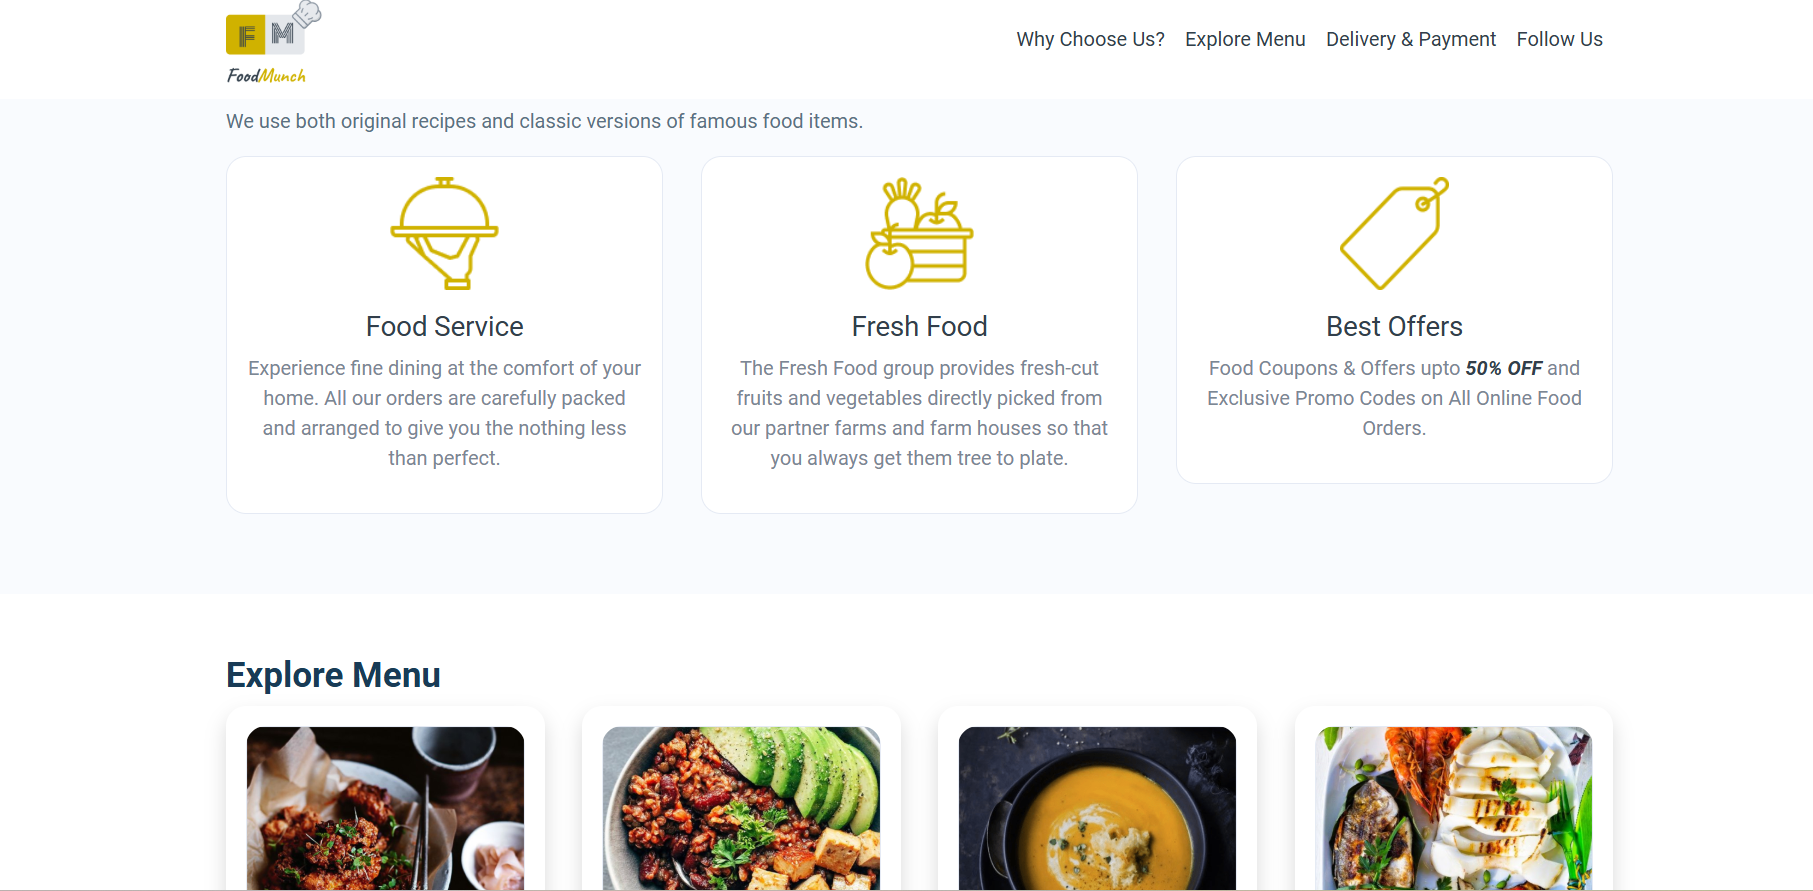 F M
FoodMunch
Why Choose Us? Explore Menu Delivery & Payment Follow Us
We use both original recipes and classic versions of famous food items.
Food Service
Experience fine dining at the comfort of your
home. All our orders are carefully packed
and arranged to give you the nothing less
than perfect.
Fresh Food
The Fresh Food group provides fresh-cut
fruits and vegetables directly picked from
our partner farms and farm houses so that
you always get them tree to plate.
Best Offers
Food Coupons & Offers upto 50% OFF and
Exclusive Promo Codes on All Online Food
Orders.
Explore Menu